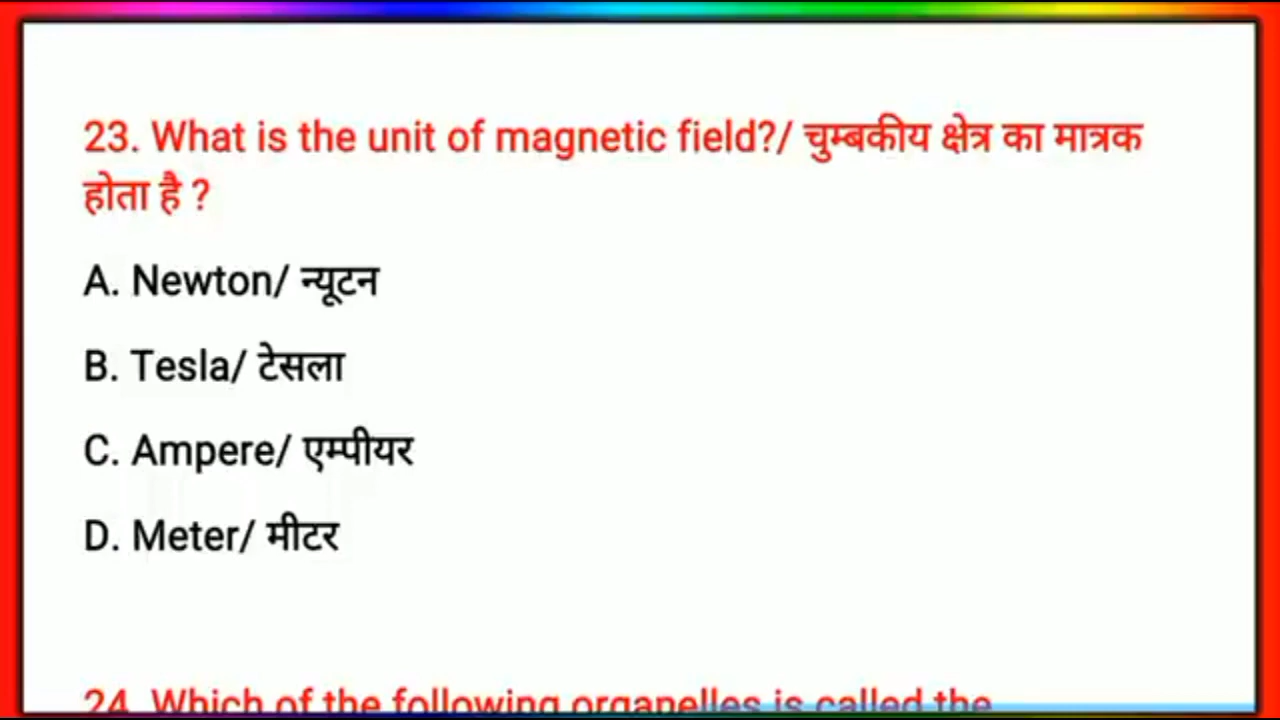 23. What is the unit of magnetic field?/ चुम्बकीय क्षेत्र का मात्रक
होता है ?
A. Newton/ न्यूटन
B. Tesla/ टेसला
C. Ampere/ एम्पीयर
D. Meter/ मीटर
24. Which of the following organelles is called the